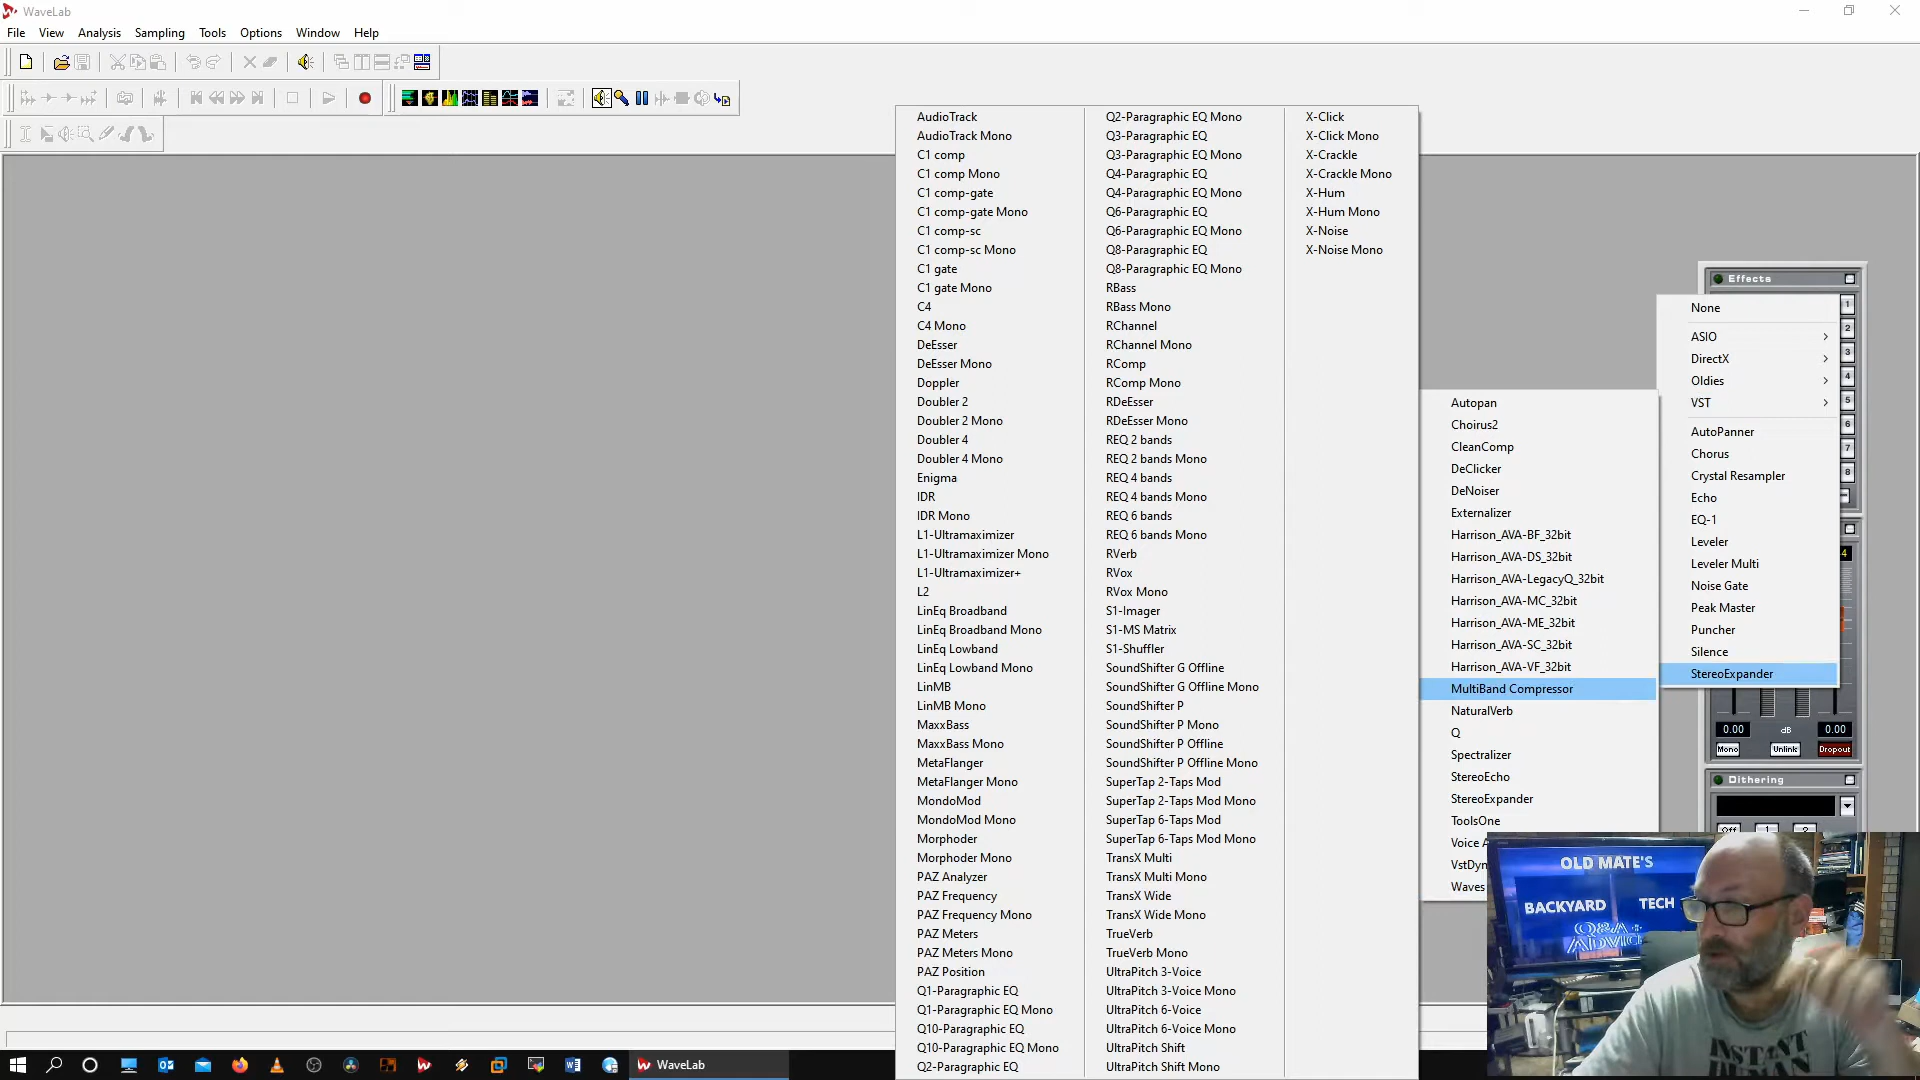 WaveLab
File View Analysis Sampling Tools Options Window Help
AudioTrack
AudioTrack Mono
C1 comp
C1 comp Mono
C1 comp-gate
C1 comp-gate Mono
C1 comp-sc
C1 comp-sc Mono
C1 gate
C1 gate Mono
C4
C4 Mono
DeEsser
DeEsser Mono
Doppler
Doubler 2
Doubler 2 Mono
Doubler 4
Doubler 4 Mono
Enigma
IDR
IDR Mono
L1-Ultramaximizer
L1-Ultramaximizer Mono
L1-Ultramaximizer+
L2
LinEq Broadband
LinEq Broadband Mono
LinEq Lowband
LinEq Lowband Mono
LinMB
LinMB Mono
MaxxBass
MaxxBass Mono
MetaFlanger
MetaFlanger Mono
MondoMod
MondoMod Mono
Morphoder
Morphoder Mono
PAZ Analyzer
PAZ Frequency
PAZ Frequency Mono
PAZ Meters
PAZ Meters Mono
PAZ Position
Q1-Paragraphic EQ
Q1-Paragraphic EQ Mono
Q10-Paragraphic EQ
Q10-Paragraphic EQ Mono
Q2-Paragraphic EQ
Q2-Paragraphic EQ Mono
Q3-Paragraphic EQ
Q3-Paragraphic EQ Mono
Q4-Paragraphic EQ
Q4-Paragraphic EQ Mono
Q6-Paragraphic EQ
Q6-Paragraphic EQ Mono
Q8-Paragraphic EQ
Q8-Paragraphic EQ Mono
RBass
RBass Mono
RChannel
RChannel Mono
RComp
RComp Mono
RDeEsser
RDeEsser Mono
REQ 2 bands
REQ 2 bands Mono
REQ 4 bands
REQ 4 bands Mono
REQ 6 bands
REQ 6 bands Mono
RVerb
RVox
RVox Mono
S1-Imager
S1-MS Matrix
S1-Shuffler
SoundShifter G Offline
SoundShifter G Offline Mono
SoundShifter P
SoundShifter P Mono
SoundShifter P Offline
SoundShifter P Offline Mono
SuperTap 2-Taps Mod
SuperTap 2-Taps Mod Mono
SuperTap 6-Taps Mod
SuperTap 6-Taps Mod Mono
TransX Multi
TransX Multi Mono
TransX Wide
TransX Wide Mono
TrueVerb
TrueVerb Mono
UltraPitch 3-Voice
UltraPitch 3-Voice Mono
UltraPitch 6-Voice
UltraPitch 6-Voice Mono
UltraPitch Shift
UltraPitch Shift Mono
X-Click
X-Click Mono
X-Crackle
X-Crackle Mono
X-Hum
X-Hum Mono
X-Noise
X-Noise Mono
Autopan
Choirus2
CleanComp
DeClicker
DeNoiser
Externalizer
Harrison_AVA-BF_32bit
Harrison_AVA-DS_32bit
Harrison_AVA-LegacyQ_32bit
Harrison_AVA-MC_32bit
Harrison_AVA-ME_32bit
Harrison_AVA-SC_32bit
Harrison_AVA-VF_32bit
MultiBand Compressor
NaturalVerb
Q
Spectralizer
StereoEcho
StereoExpander
ToolsOne
Voice A
VstDyn
Waves
Effects
None
ASIO
DirectX
Oldies
VST
AutoPanner
Chorus
Crystal Resampler
Echo
EQ-1
Leveler
Leveler Multi
Noise Gate
Peak Master
Puncher
Silence
StereoExpander
1
2
3
4
5
6
7
8
4
0.00 dB 0.00
Mono Unlink Dropout
Dithering
Off 1 2
OLD MATE'S
BACKYARD TECH
Q&A+
ADVICE
INSTANT
WaveLab